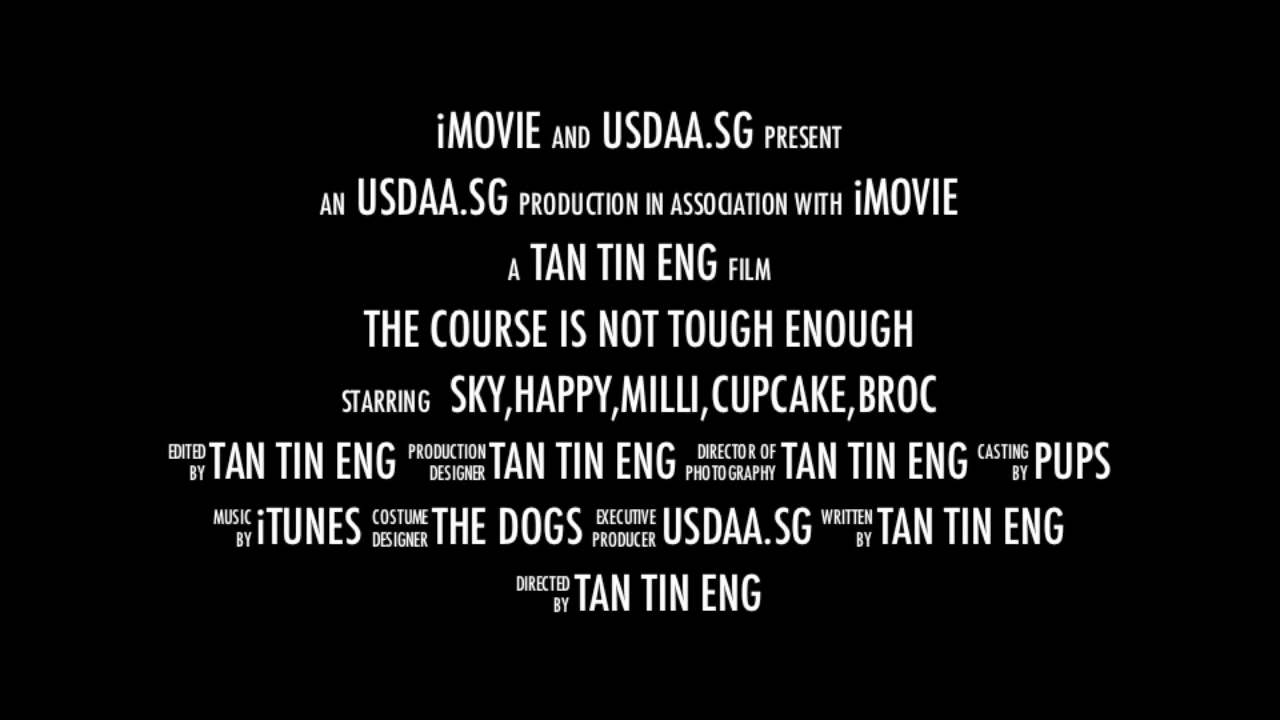 iMOVIE AND USDAA.SG PRESENT
AN USDAA.SG PRODUCTION IN ASSOCIATION WITH iMOVIE
A TAN TIN ENG FILM
THE COURSE IS NOT TOUGH ENOUGH
STARRING SKY,HAPPY,MILLI,CUPCAKE,BROC
EDITED BY TAN TIN ENG PRODUCTION DESIGNER TAN TIN ENG DIRECTOR OF PHOTOGRAPHY TAN TIN ENG CASTING BY PUPS
MUSIC BY iTUNES COSTUME DESIGNER THE DOGS EXECUTIVE PRODUCER USDAA.SG WRITTEN BY TAN TIN ENG
DIRECTED BY TAN TIN ENG